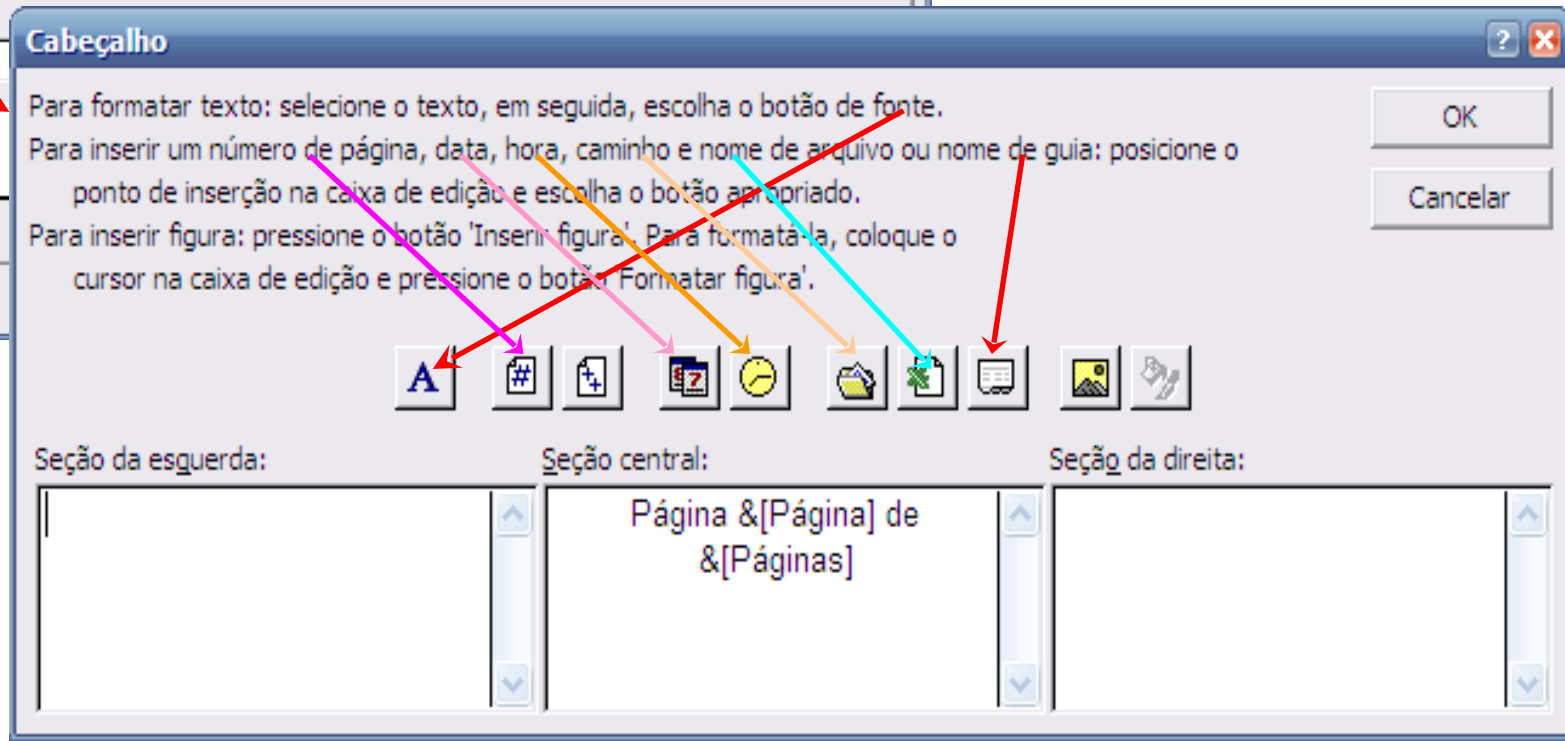 Cabeçalho
Para formatar texto: selecione o texto, em seguida, escolha o botão de fonte.
Para inserir um número de página, data, hora, caminho e nome de arquivo ou nome de guia: posicione o
ponto de inserção na caixa de edição e escolha o botão apropriado.
Para inserir figura: pressione o botão 'Inserir figura'. Para formatá-la, coloque o
cursor na caixa de edição e pressione o botão 'Formatar figura'.
OK
Cancelar
A
Seção da esquerda:
Seção central:
Seção da direita:
Página &[Página] de
&[Páginas]